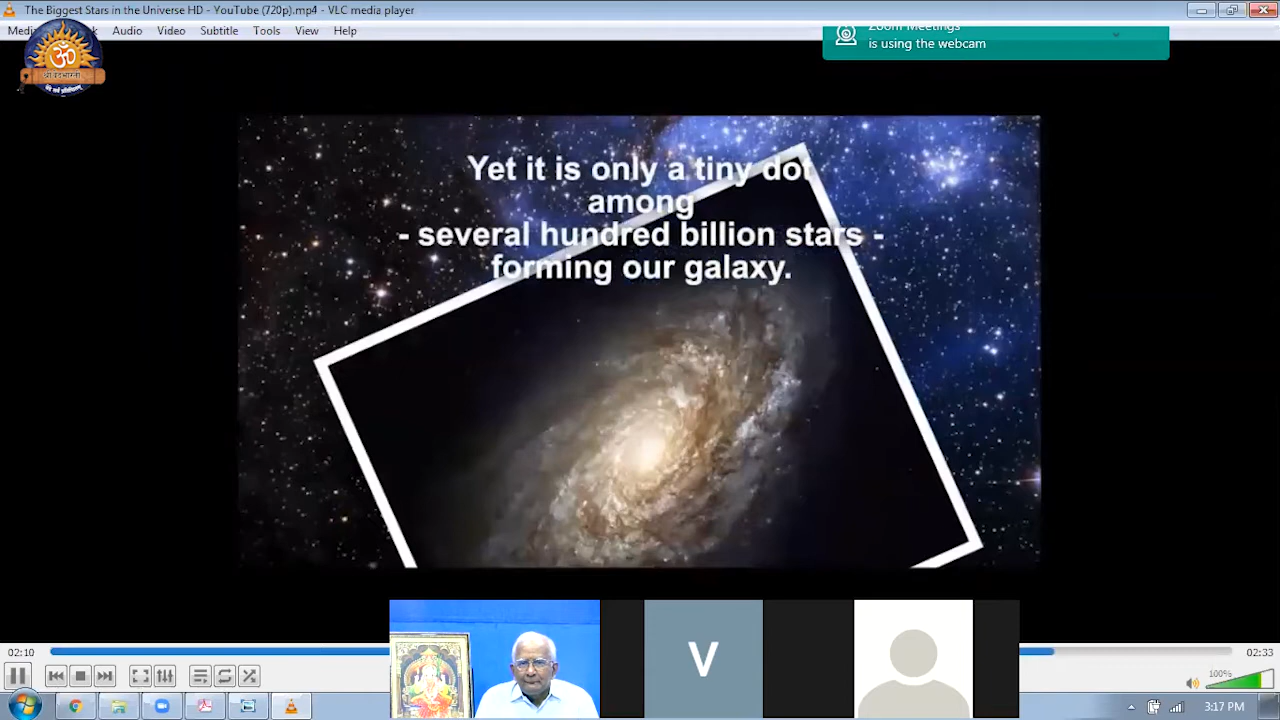 The Biggest Stars in the Universe HD - YouTube (720p).mp4 - VLC media player
Audio Video Subtitle Tools View Help
Zoom Meetings
is using the webcam
ॐ
Yet it is only a tiny dot
among
- several hundred billion stars -
forming our galaxy.
V
02:10
02:33
100%
3:17 PM